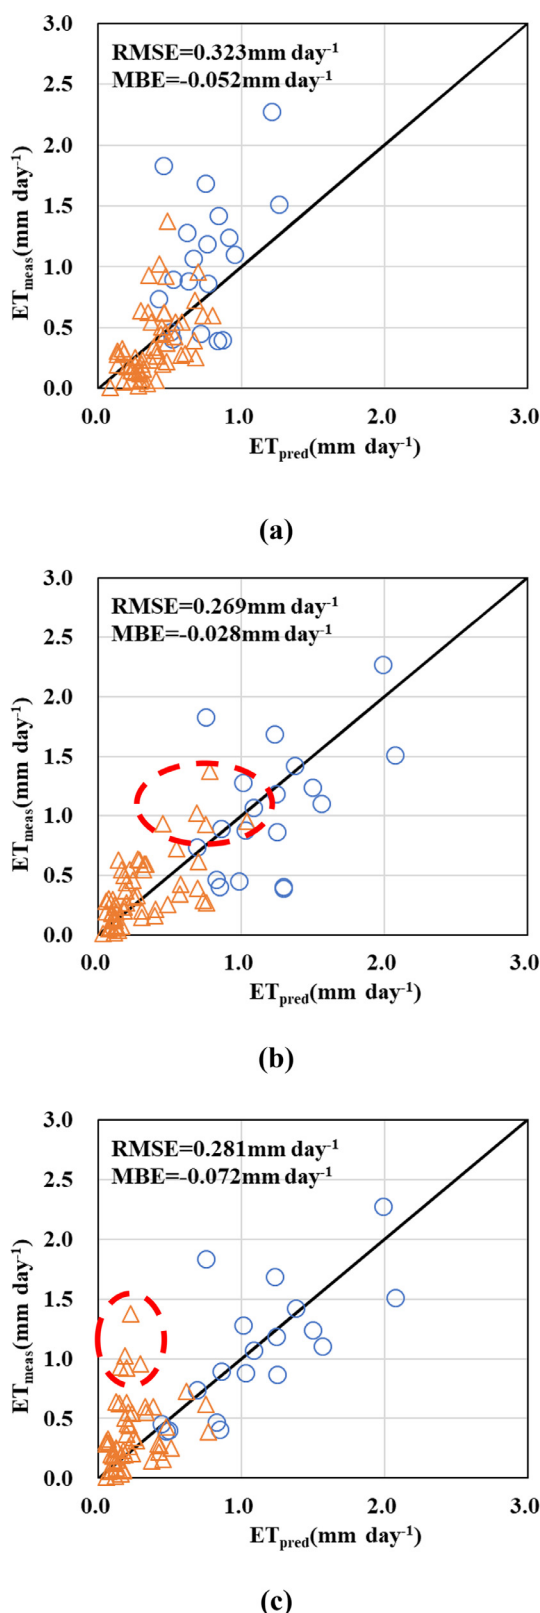 3.0
RMSE=0.323mm day-1
MBE=-0.052mm day-1
2.5
2.0
1.5
1.0
0.5
0.0
ETmeas(mm day-1)
0.0 1.0 2.0 3.0
ETpred(mm day-1)
(a)
3.0
RMSE=0.269mm day-1
MBE=-0.028mm day-1
2.5
2.0
1.5
1.0
0.5
0.0
ETmeas(mm day-1)
0.0 1.0 2.0 3.0
ETpred(mm day-1)
(b)
3.0
RMSE=0.281mm day-1
MBE=-0.072mm day-1
2.5
2.0
1.5
1.0
0.5
0.0
ETmeas(mm day-1)
0.0 1.0 2.0 3.0
ETpred(mm day-1)
(c)